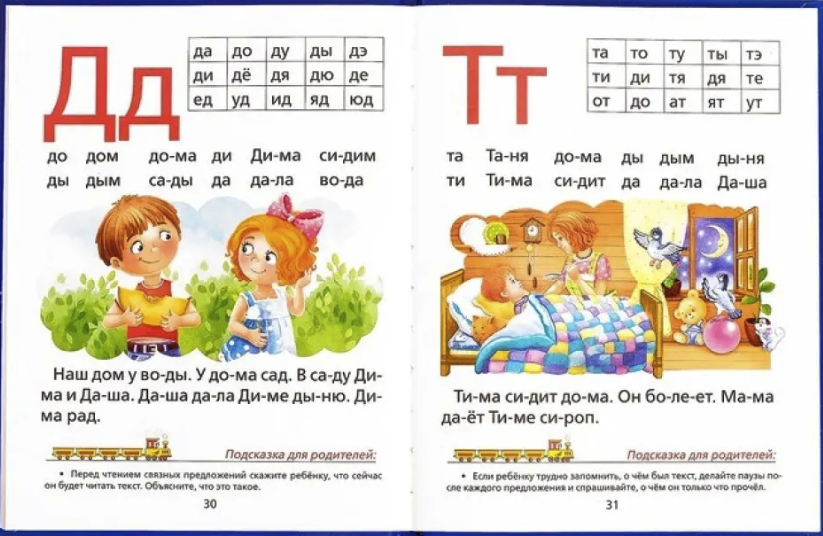 Дд
да до ду ды дэ
ди дё дя дю де
ед уд ид яд юд
до дом до-ма ди Ди-ма си-дим
ды дым са-ды да да-ла во-да
Наш дом у во-ды. У до-ма сад. В са-ду Ди-
ма и Да-ша. Да-ша да-ла Ди-ме ды-ню. Ди-
ма рад.
Подсказка для родителей:
• Перед чтением связных предложений скажите ребёнку, что сейчас
он будет читать текст. Объясните, что это такое.
30
Тт
та то ту ты тэ
ти ди тя дя те
от до ат ят ут
та Та-ня до-ма ды дым ды-ня
ти Ти-ма си-дит да да-ла Да-ша
Ти-ма си-дит до-ма. Он бо-ле-ет. Ма-ма
да-ёт Ти-ме си-роп.
Подсказка для родителей:
• Если ребёнку трудно запомнить, о чём был текст, делайте паузы по-
сле каждого предложения и спрашивайте, о чём он только что прочёл.
31